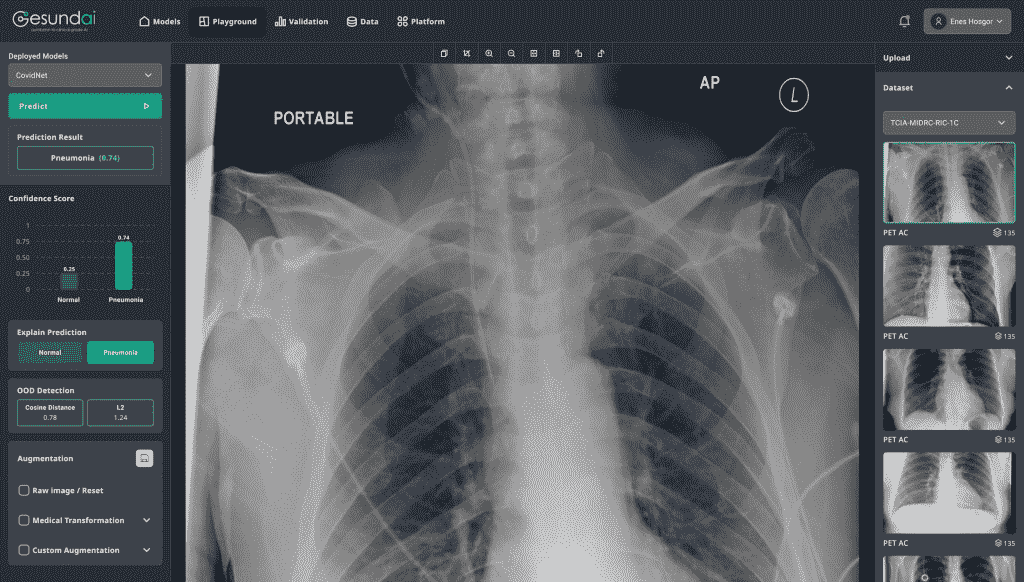 Gesundai
Models
Playground
Validation
Data
Platform
Enes Hosgor
Deployed Models
CovidNet
Predict
Prediction Result
Pneumonia (0.74)
Confidence Score
1
0.75
0.50
0.25
0
0.25
0.74
Normal
Pneumonia
Explain Prediction
Normal
Pneumonia
OOD Detection
Cosine Distance
0.78
L2
1.24
Augmentation
Raw image / Reset
Medical Transformation
Custom Augmentation
PORTABLE
AP
L
Upload
Dataset
TCIA-MIDRC-RIC-1C
PET AC
135
PET AC
135
PET AC
135
PET AC
135